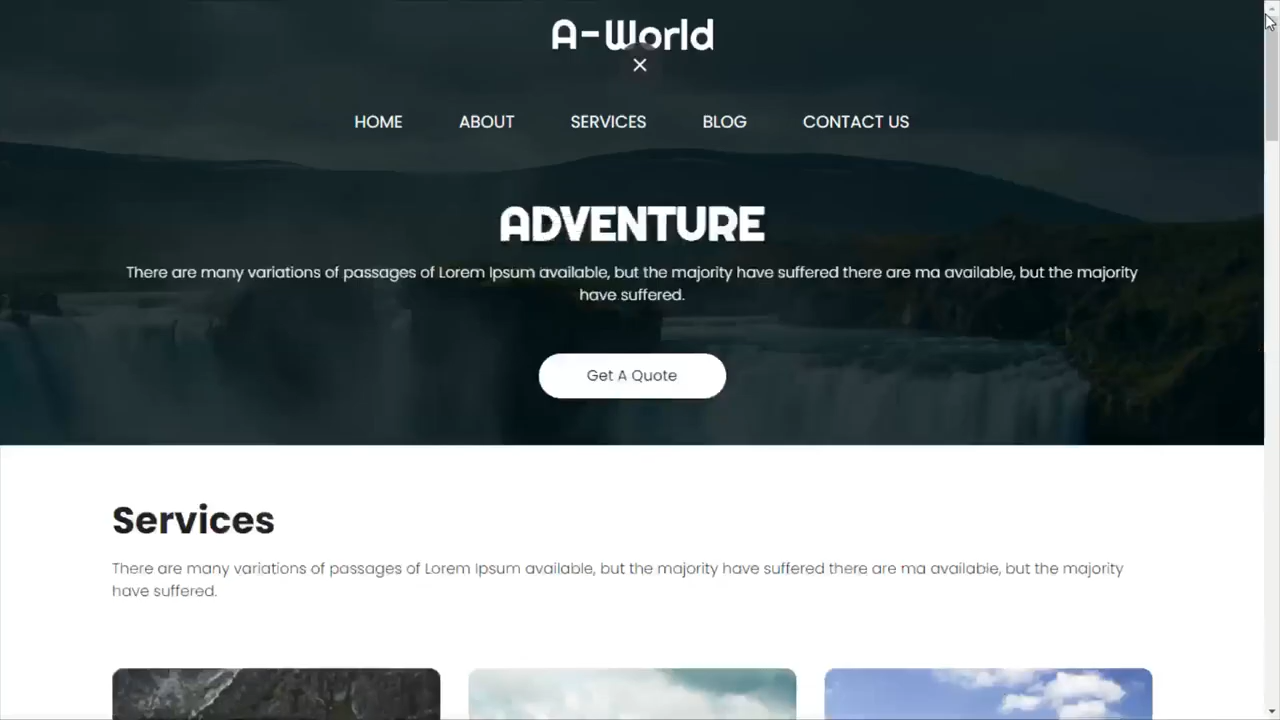 A-World
HOME ABOUT SERVICES BLOG CONTACT US
ADVENTURE
There are many variations of passages of Lorem Ipsum available, but the majority have suffered there are ma available, but the majority
have suffered.
Get A Quote
Services
There are many variations of passages of Lorem Ipsum available, but the majority have suffered there are ma available, but the majority
have suffered.